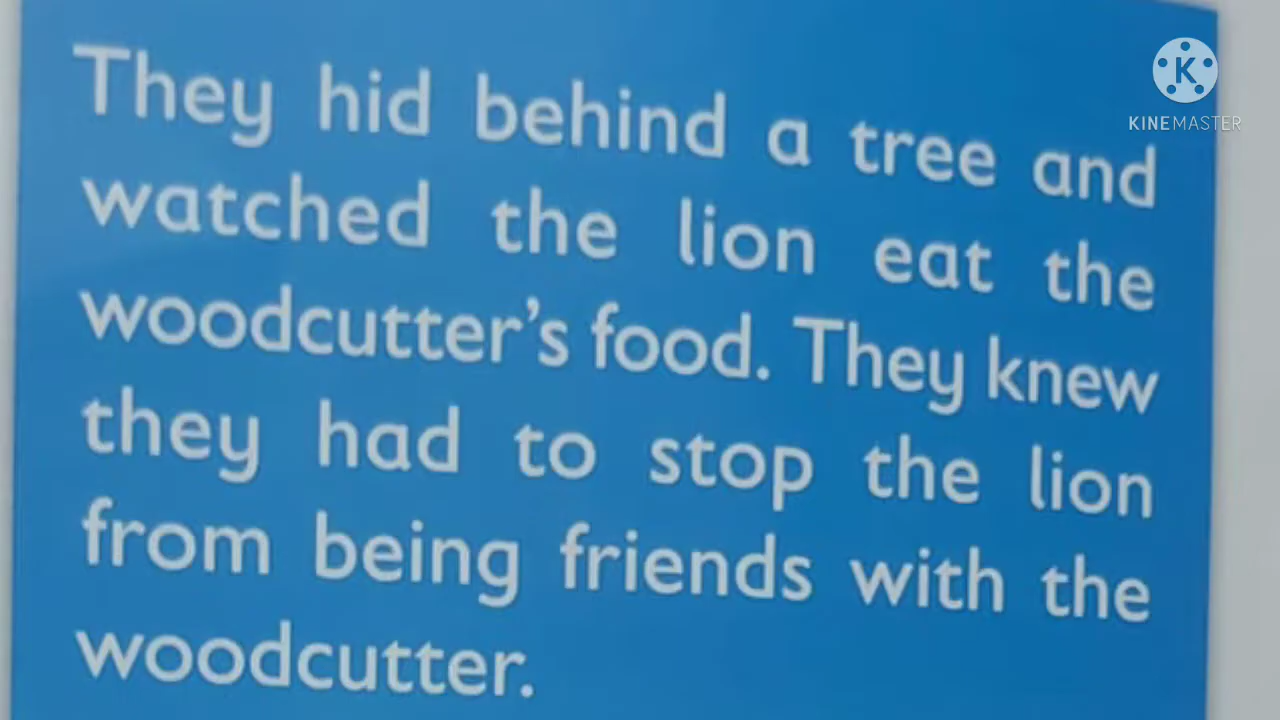 They hid behind a tree and
watched the lion eat the
woodcutter's food. They knew
they had to stop the lion
from being friends with the
woodcutter.
K
KINEMASTER